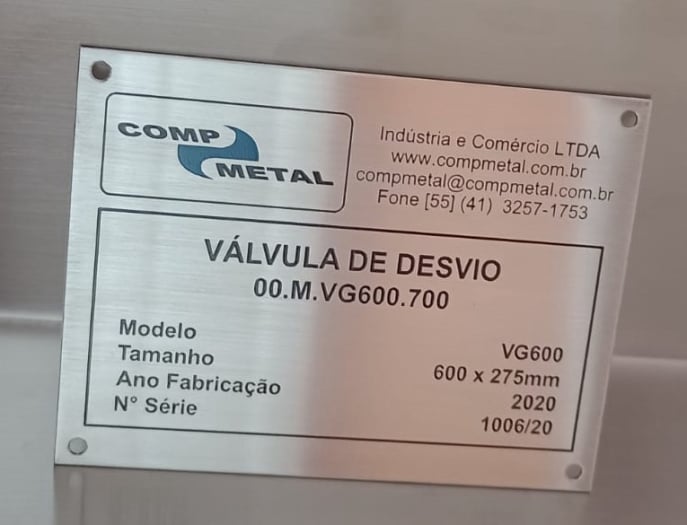 COMP
METAL
Indústria e Comércio LTDA
www.compmetal.com.br
compmetal@compmetal.com.br
Fone [55] (41) 3257-1753
VÁLVULA DE DESVIO
00.M.VG600.700
Modelo VG600
Tamanho 600 x 275mm
Ano Fabricação 2020
N° Série 1006/20